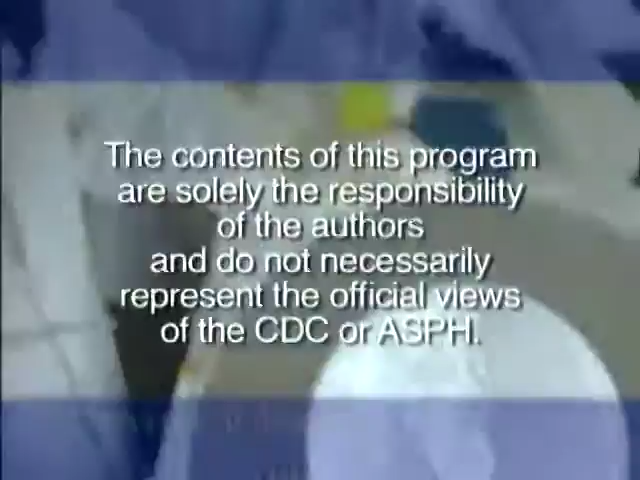 The contents of this program
are solely the responsibility
of the authors
and do not necessarily
represent the official views
of the CDC or ASPH.